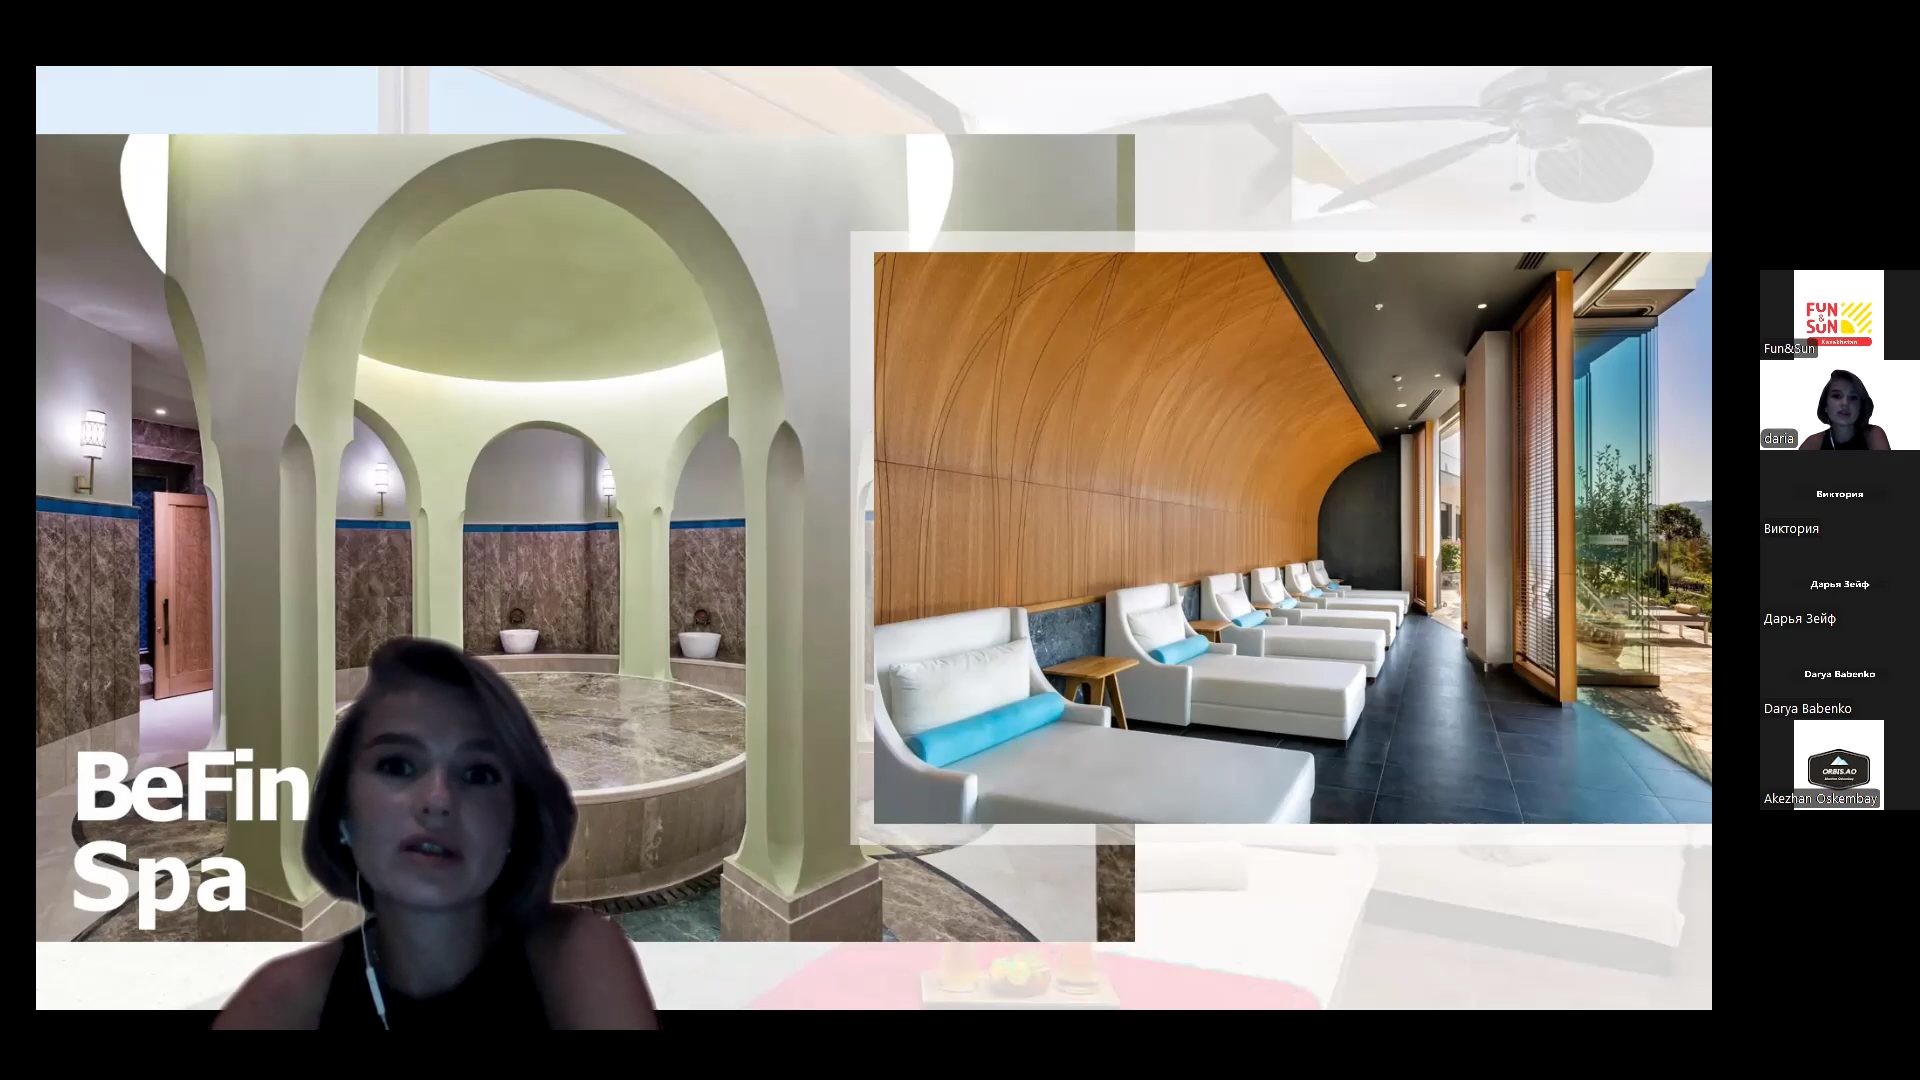 BeFin
Spa
FUN
&
SUN
Kazakhstan
Fun&Sun
daria
Виктория
Виктория
Дарья Зейф
Дарья Зейф
Darya Babenko
Darya Babenko
ORBIS.AO
Akezhan Oskembay